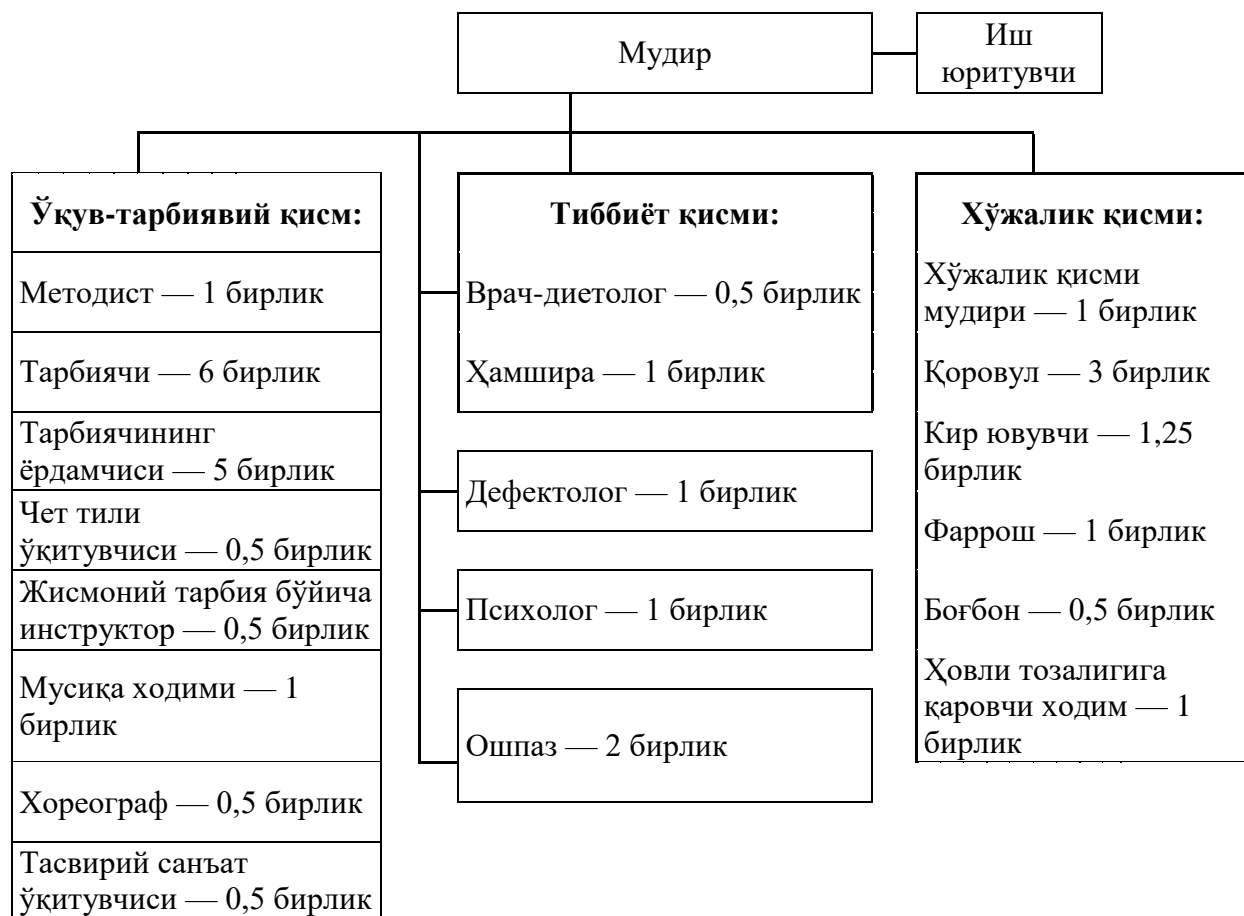 Мудир
Иш
юритувчи
Ўқув-тарбиявий қисм:
Методист — 1 бирлик
Тарбиячи — 6 бирлик
Тарбиячининг
ёрдамчиси — 5 бирлик
Чет тили
ўқитувчиси — 0,5 бирлик
Жисмоний тарбия бўйича
инструктор — 0,5 бирлик
Мусиқа ходими — 1
бирлик
Хореограф — 0,5 бирлик
Тасвирий санъат
ўқитувчиси — 0,5 бирлик
Тиббиёт қисми:
Врач-диетолог — 0,5 бирлик
Ҳамшира — 1 бирлик
Дефектолог — 1 бирлик
Психолог — 1 бирлик
Ошпаз — 2 бирлик
Хўжалик қисми:
Хўжалик қисми
мудири — 1 бирлик
Қоровул — 3 бирлик
Кир ювувчи — 1,25
бирлик
Фаррош — 1 бирлик
Боғбон — 0,5 бирлик
Ҳовли тозалигига
қаровчи ходим — 1
бирлик